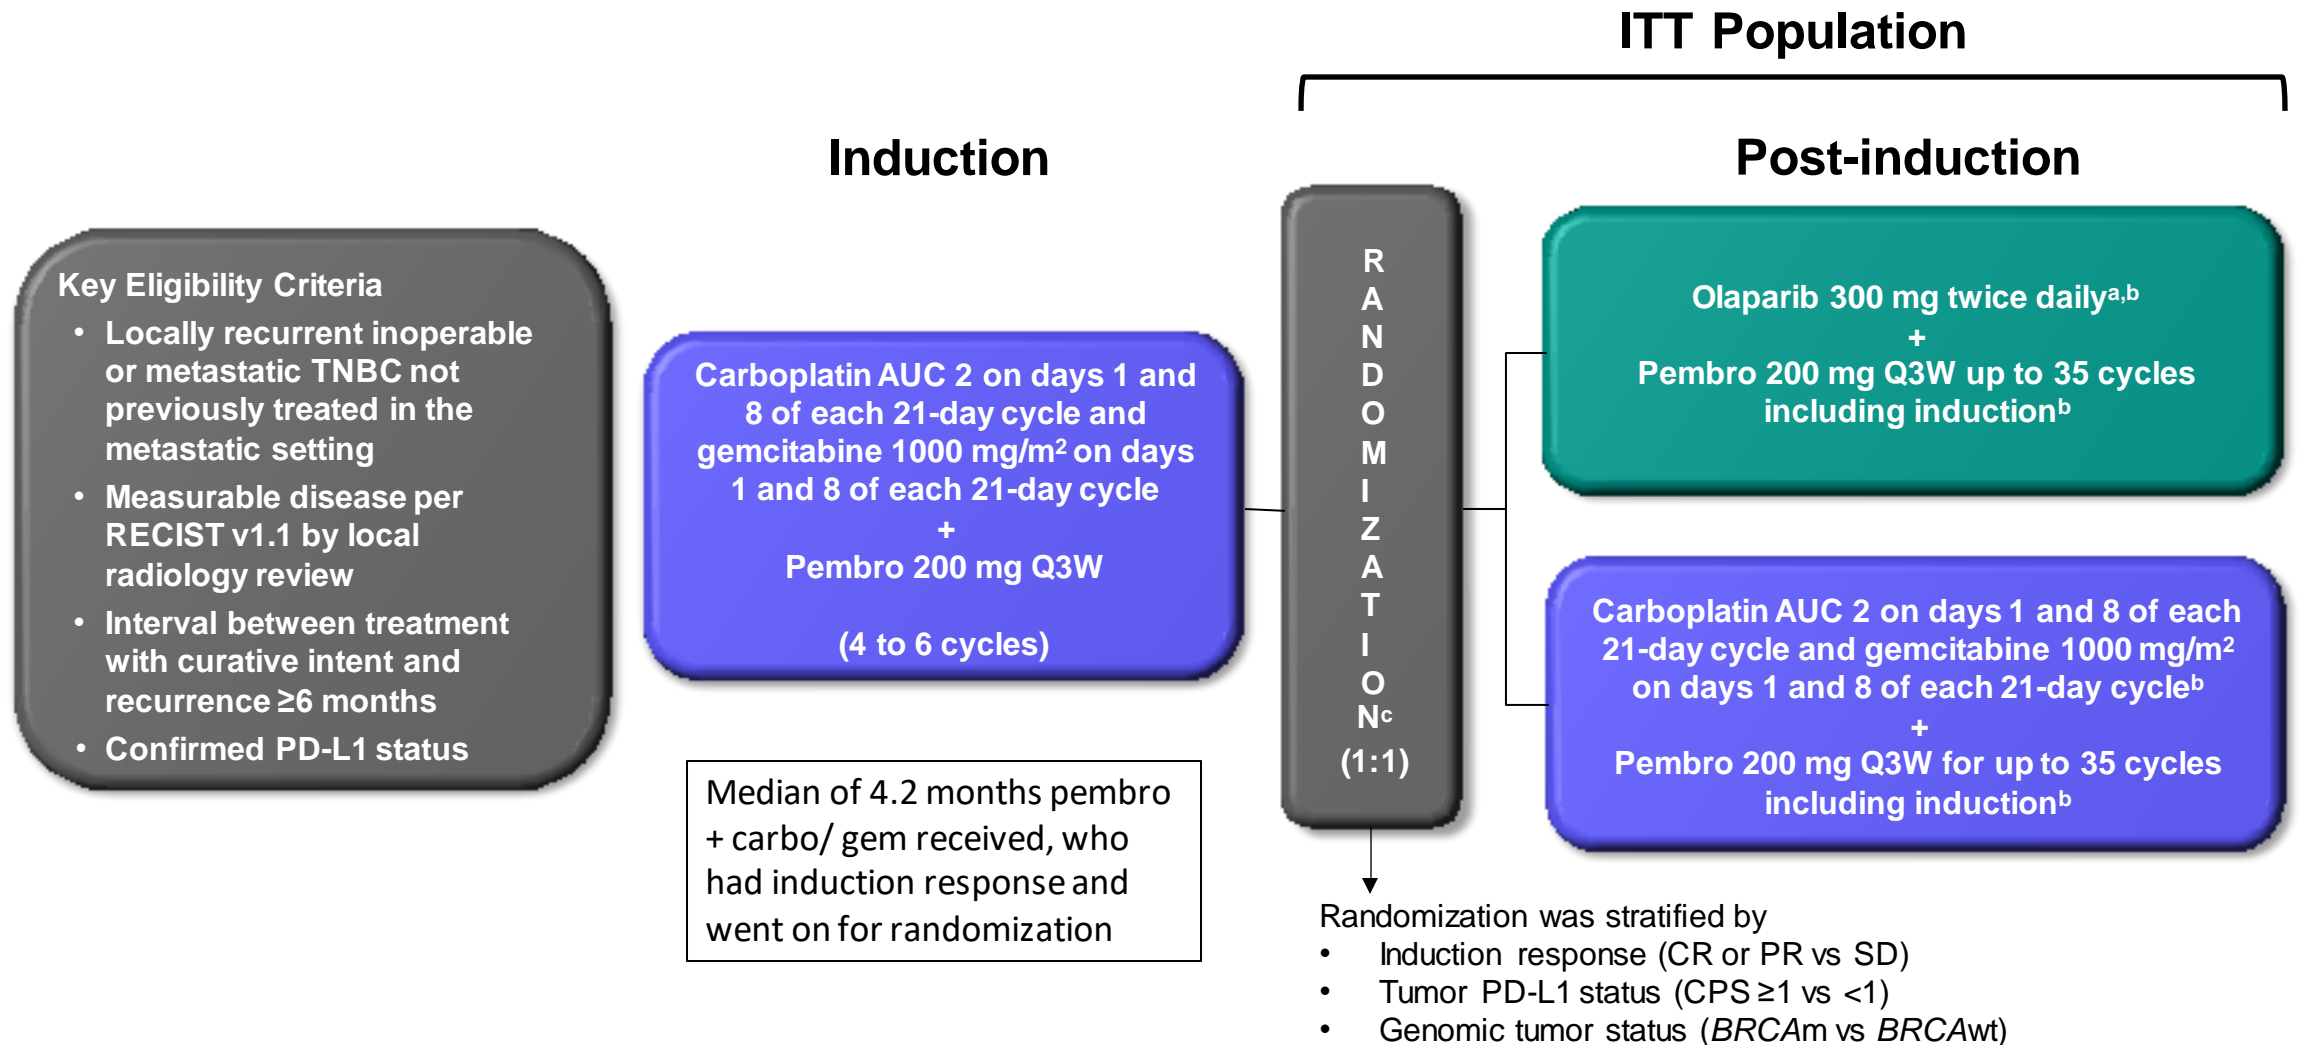 ITT Population
Induction
Post-induction
Key Eligibility Criteria
• Locally recurrent inoperable
or metastatic TNBC not
previously treated in the
metastatic setting
• Measurable disease per
RECIST v1.1 by local
radiology review
• Interval between treatment
with curative intent and
recurrence ≥6 months
• Confirmed PD-L1 status
Carboplatin AUC 2 on days 1 and
8 of each 21-day cycle and
gemcitabine 1000 mg/m² on days
1 and 8 of each 21-day cycle
+
Pembro 200 mg Q3W
(4 to 6 cycles)
Median of 4.2 months pembro
+ carbo/ gem received, who
had induction response and
went on for randomization
R
A
N
D
O
M
I
Z
A
T
I
O
Nᶜ
(1:1)
Olaparib 300 mg twice dailyᵃ,ᵇ
+
Pembro 200 mg Q3W up to 35 cycles
including inductionᵇ
Carboplatin AUC 2 on days 1 and 8 of each
21-day cycle and gemcitabine 1000 mg/m²
on days 1 and 8 of each 21-day cycleᵇ
+
Pembro 200 mg Q3W for up to 35 cycles
including inductionᵇ
Randomization was stratified by
• Induction response (CR or PR vs SD)
• Tumor PD-L1 status (CPS ≥1 vs <1)
• Genomic tumor status (BRCAm vs BRCAwt)